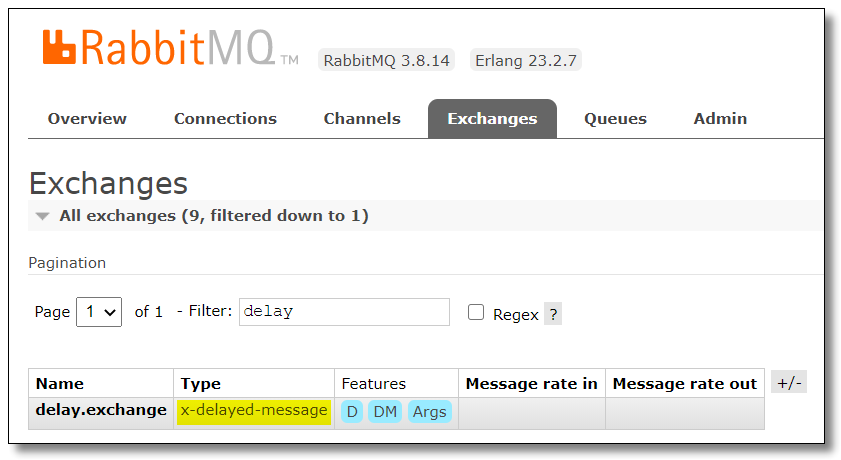 RabbitMQ TM RabbitMQ 3.8.14 Erlang 23.2.7
Overview Connections Channels Exchanges Queues Admin
Exchanges
All exchanges (9, filtered down to 1)
Pagination
Page 1 of 1 - Filter: delay Regex ?
Name Type Features Message rate in Message rate out +/-
delay.exchange x-delayed-message D DM Args